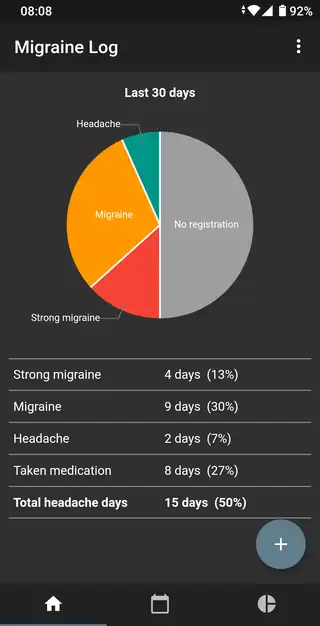 08:08 92%
Migraine Log
Last 30 days
Headache
Migraine
No registration
Strong migraine
Strong migraine 4 days (13%)
Migraine 9 days (30%)
Headache 2 days (7%)
Taken medication 8 days (27%)
Total headache days 15 days (50%)
+